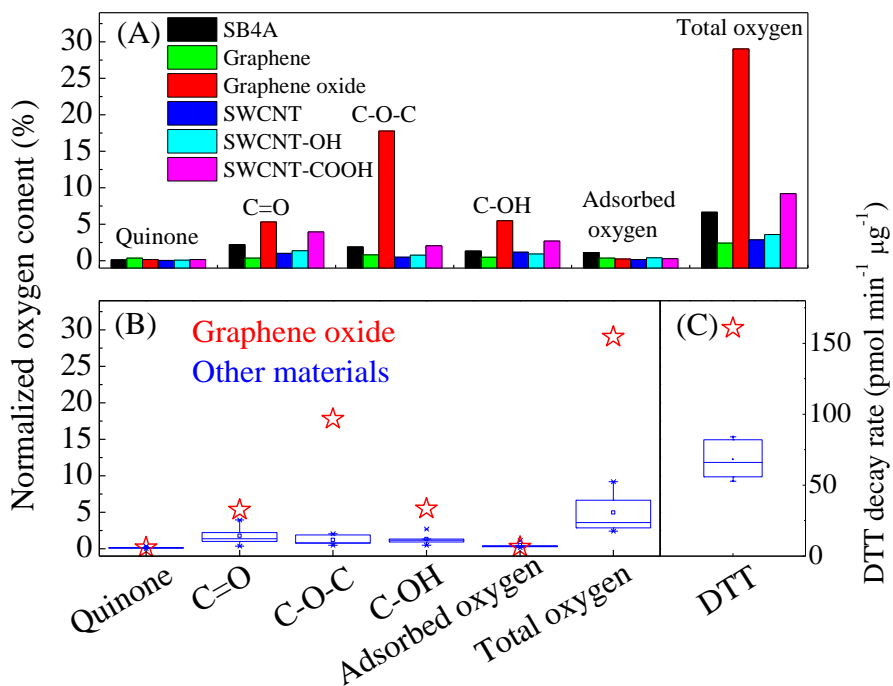 (A)
SB4A
Graphene
Graphene oxide
SWCNT
SWCNT-OH
SWCNT-COOH
Quinone
C=O
C-O-C
C-OH
Adsorbed
oxygen
Total oxygen
30
25
20
15
10
5
0
Normalized oxygen conent (%)
(B)
Graphene oxide
Other materials
30
25
20
15
10
5
0
(C)
150
100
50
0
DTT decay rate (pmol min⁻¹ μg⁻¹)
Quinone
C=O
C-O-C
C-OH
Adsorbed oxygen
Total oxygen
DTT